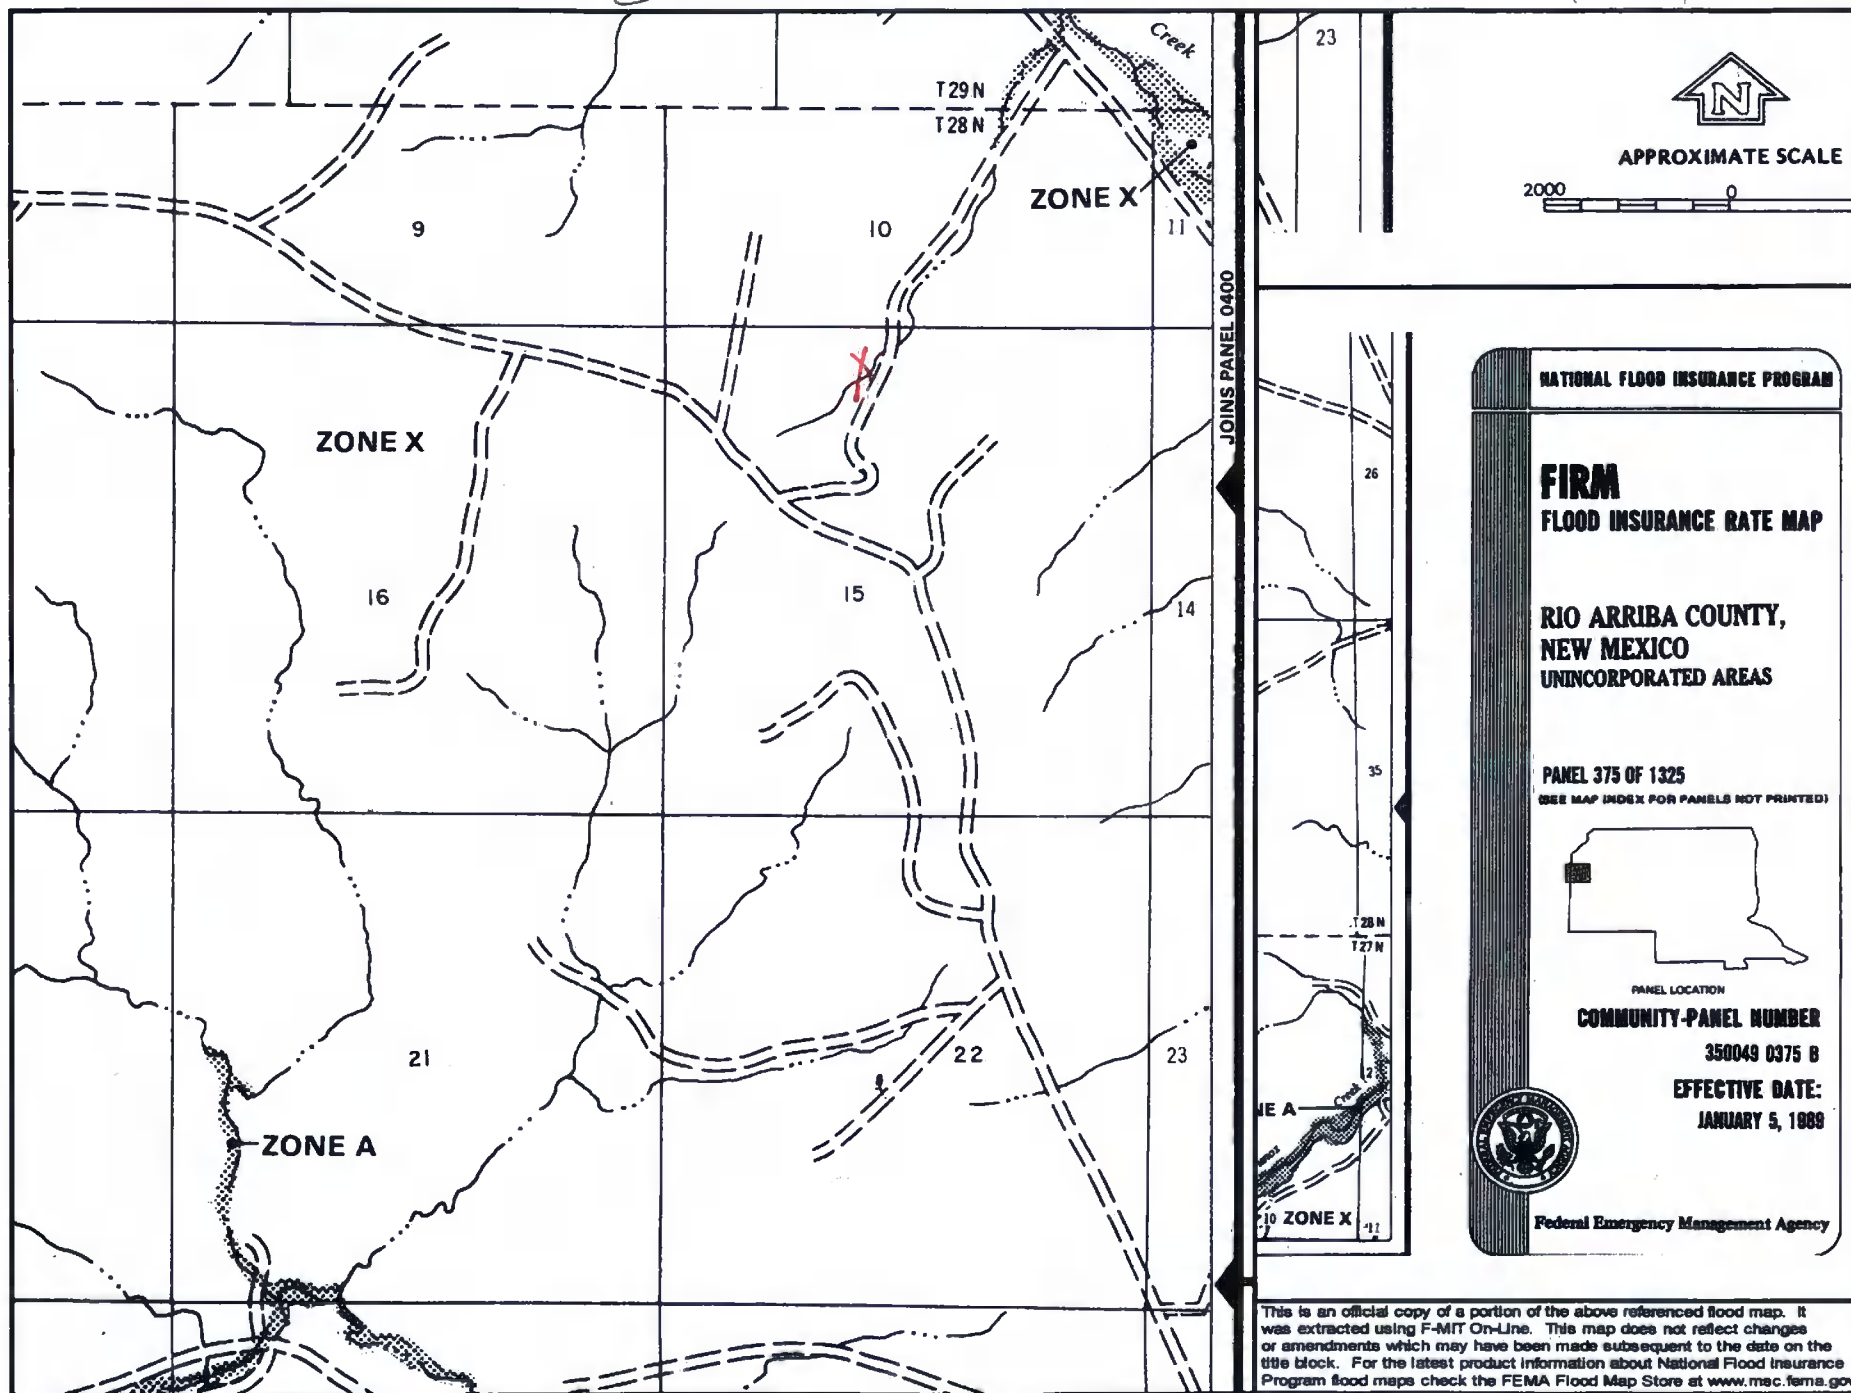 Creek
T29N
T28N
ZONE X
9
10
11
ZONE X
16
15
14
21
22
23
ZONE A
JOINS PANEL 0400
23
26
35
T28N
T27N
12
Creek
NE A
10 ZONE X 11
N
APPROXIMATE SCALE
2000 0
NATIONAL FLOOD INSURANCE PROGRAM
FIRM
FLOOD INSURANCE RATE MAP
RIO ARRIBA COUNTY,
NEW MEXICO
UNINCORPORATED AREAS
PANEL 375 OF 1325
(SEE MAP INDEX FOR PANELS NOT PRINTED)
PANEL LOCATION
COMMUNITY-PANEL NUMBER
350049 0375 B
EFFECTIVE DATE:
JANUARY 5, 1989
Federal Emergency Management Agency
This is an official copy of a portion of the above referenced flood map. It
was extracted using F-MIT On-Line. This map does not reflect changes
or amendments which may have been made subsequent to the date on the
title block. For the latest product information about National Flood Insurance
Program flood maps check the FEMA Flood Map Store at www.msc.fema.gov